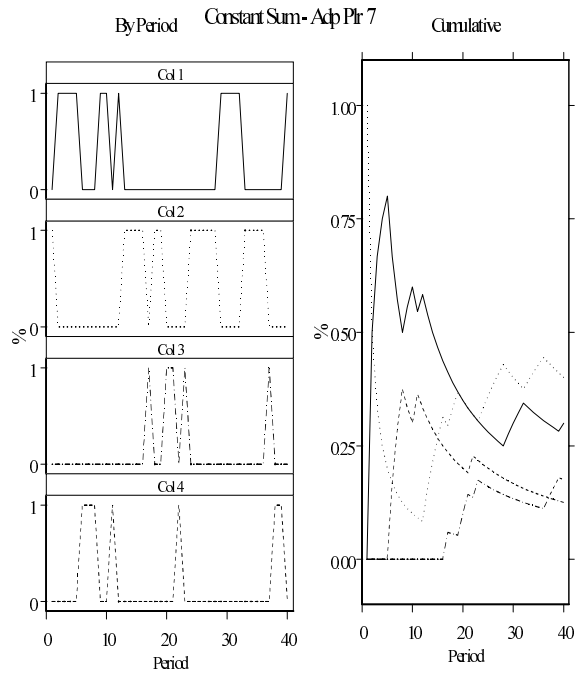 Constant Sum - Adp Plr 7
By Period
Cumulative
Col 1
1
0
Col 2
1
0
Col 3
1
0
Col 4
1
0
%
0 10 20 30 40
Period
1.00
0.75
0.50
0.25
0.00
%
0 10 20 30 40
Period